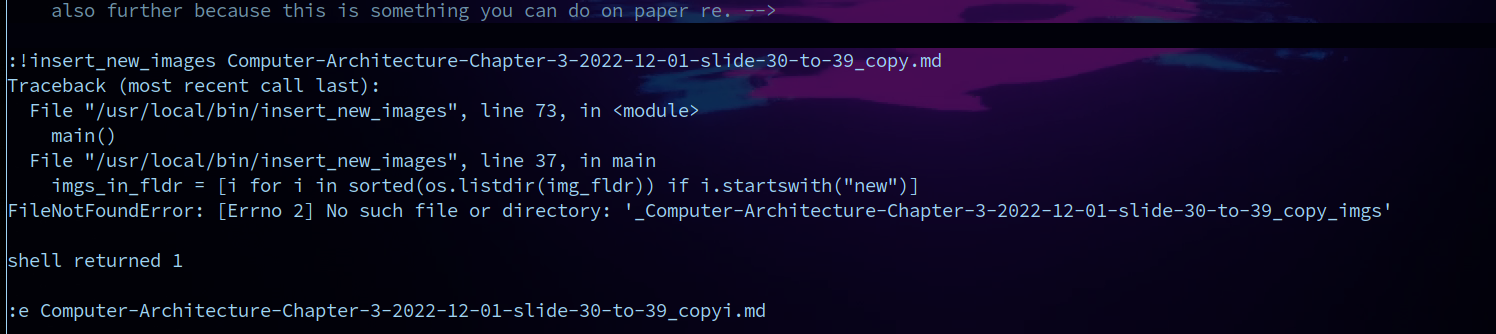 also further because this is something you can do on paper re. -->
:!insert_new_images Computer-Architecture-Chapter-3-2022-12-01-slide-30-to-39_copy.md
Traceback (most recent call last):
  File "/usr/local/bin/insert_new_images", line 73, in <module>
    main()
  File "/usr/local/bin/insert_new_images", line 37, in main
    imgs_in_fldr = [i for i in sorted(os.listdir(img_fldr)) if i.startswith("new")]
FileNotFoundError: [Errno 2] No such file or directory: '_Computer-Architecture-Chapter-3-2022-12-01-slide-30-to-39_copy_imgs'
shell returned 1
:e Computer-Architecture-Chapter-3-2022-12-01-slide-30-to-39_copyi.md